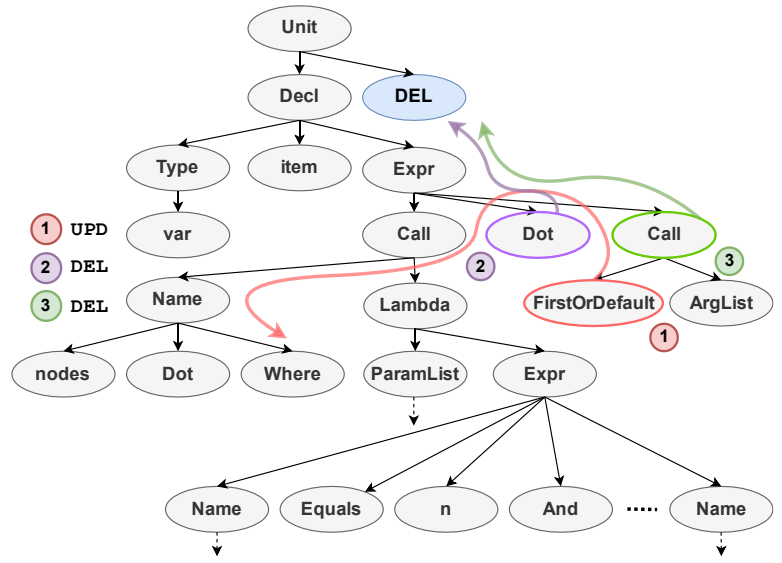 Unit
Decl DEL
Type item Expr
1 UPD var Call Dot Call
2 DEL 2 3
3 DEL Name Lambda FirstOrDefault ArgList
1
nodes Dot Where ParamList Expr
Name Equals n And ...... Name